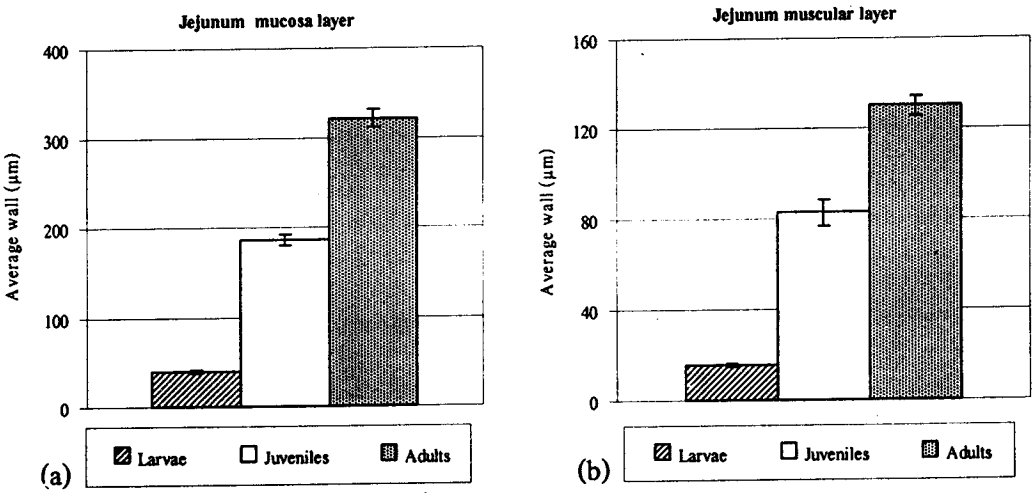 Jejunum mucosa layer
400
300
200
100
0
Average wall (µm)
Larvae
Juveniles
Adults
(a)
Jejunum muscular layer
160
120
80
40
0
Average wall (µm)
Larvae
Juveniles
Adults
(b)